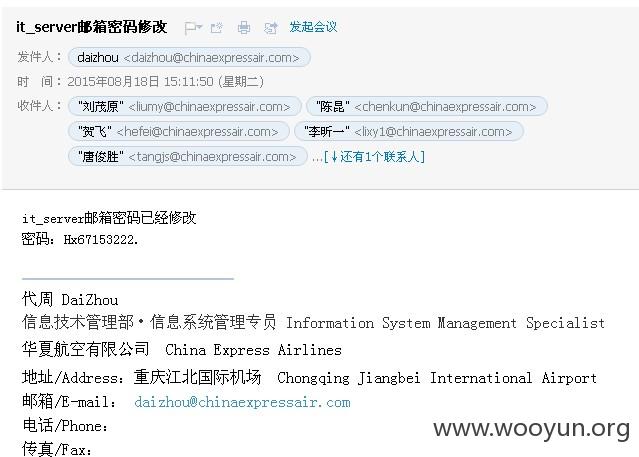 it_server邮箱密码修改 发起会议
发件人： daizhou <daizhou@chinaexpressair.com>
时 间： 2015年08月18日 15:11:50 (星期二)
收件人： "刘茂原" <liumy@chinaexpressair.com> "陈昆" <chenkun@chinaexpressair.com>
"贺飞" <hefei@chinaexpressair.com> "李昕一" <lixy1@chinaexpressair.com>
"唐俊胜" <tangjs@chinaexpressair.com> ...[↓还有1个联系人]
it_server邮箱密码已经修改
密码：Hx67153222.
代周 DaiZhou
信息技术管理部·信息系统管理专员 Information System Management Specialist
华夏航空有限公司 China Express Airlines
地址/Address：重庆江北国际机场 Chongqing Jiangbei International Airport
邮箱/E-mail： daizhou@chinaexpressair.com
电话/Phone：
www.wooyun.org
传真/Fax：